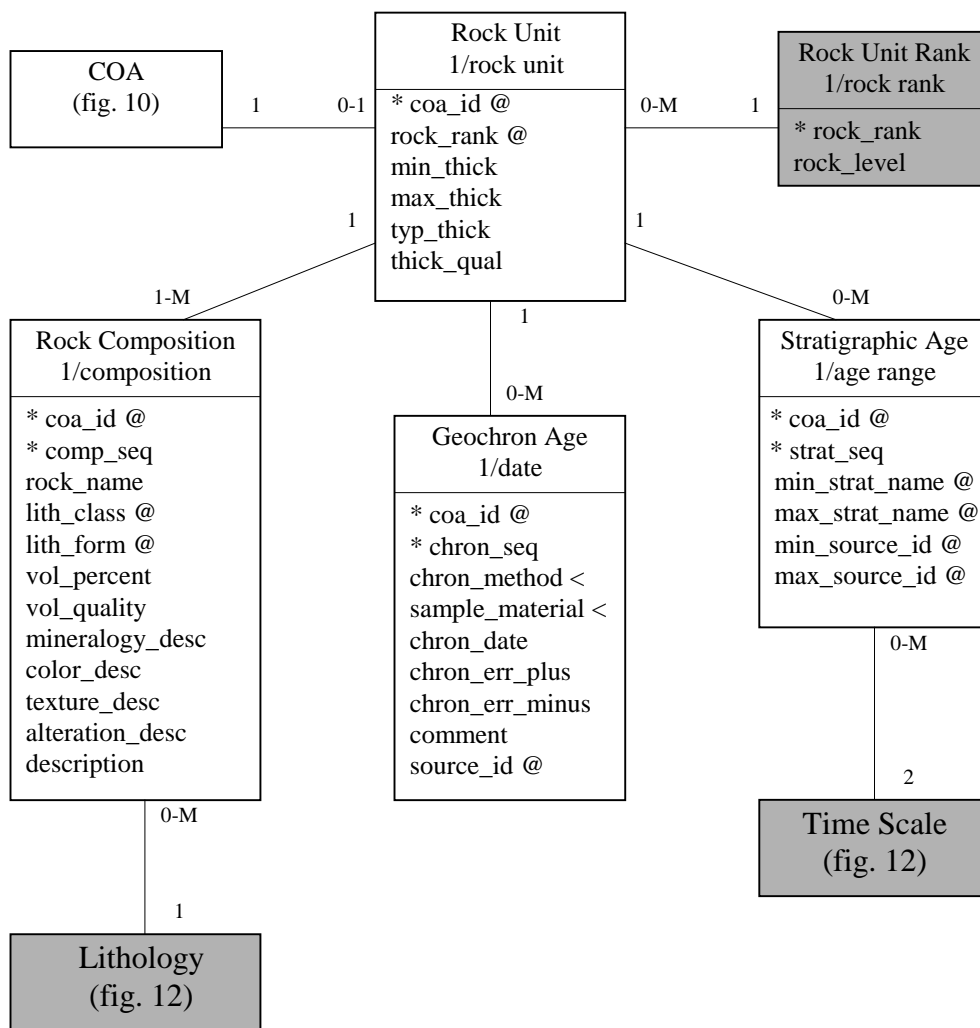 COA
(fig. 10)
1
0-1
Rock Unit
1/rock unit
* coa_id @
rock_rank @
min_thick
max_thick
typ_thick
thick_qual
0-M
1
Rock Unit Rank
1/rock rank
* rock_rank
rock_level
1
1-M
1
0-M
1
0-M
Rock Composition
1/composition
* coa_id @
* comp_seq
rock_name
lith_class @
lith_form @
vol_percent
vol_quality
mineralogy_desc
color_desc
texture_desc
alteration_desc
description
Geochron Age
1/date
* coa_id @
* chron_seq
chron_method <
sample_material <
chron_date
chron_err_plus
chron_err_minus
comment
source_id @
Stratigraphic Age
1/age range
* coa_id @
* strat_seq
min_strat_name @
max_strat_name @
min_source_id @
max_source_id @
0-M
2
Time Scale
(fig. 12)
0-M
1
Lithology
(fig. 12)